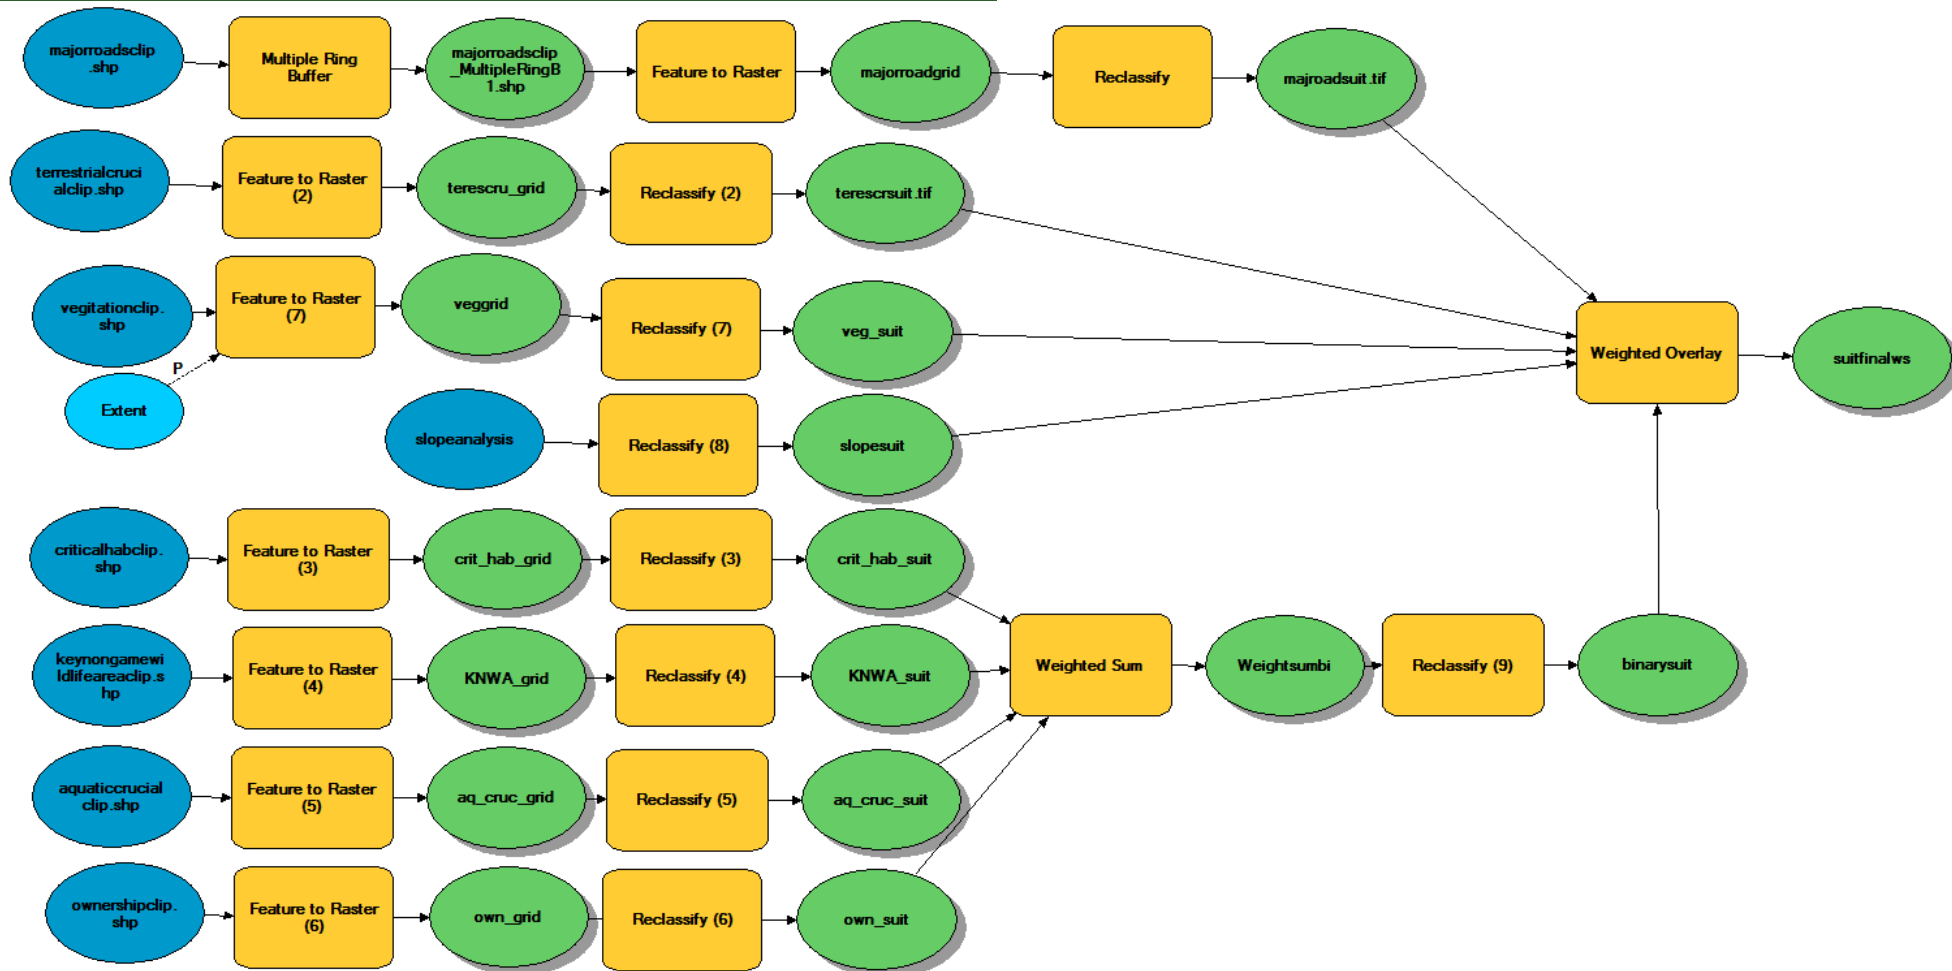 majorroadsclip
.shp
Multiple Ring
Buffer
majorroadsclip
_MultipleRingB
1.shp
Feature to Raster
majorroadgrid
Reclassify
majroadsuit.tif
terrestrialcruci
alclip.shp
Feature to Raster
(2)
terescru_grid
Reclassify (2)
terescrsuit.tif
vegitationclip.
shp
Feature to Raster
(7)
veggrid
Reclassify (7)
veg_suit
Weighted Overlay
suitfinalws
P
Extent
slopeanalysis
Reclassify (8)
slopesuit
criticalhabclip.
shp
Feature to Raster
(3)
crit_hab_grid
Reclassify (3)
crit_hab_suit
keynongamewi
ldlifeareaclip.s
hp
Feature to Raster
(4)
KNWA_grid
Reclassify (4)
KNWA_suit
Weighted Sum
Weightsumbi
Reclassify (9)
binarysuit
aquaticcrucial
clip.shp
Feature to Raster
(5)
aq_cruc_grid
Reclassify (5)
aq_cruc_suit
ownershipclip.
shp
Feature to Raster
(6)
own_grid
Reclassify (6)
own_suit